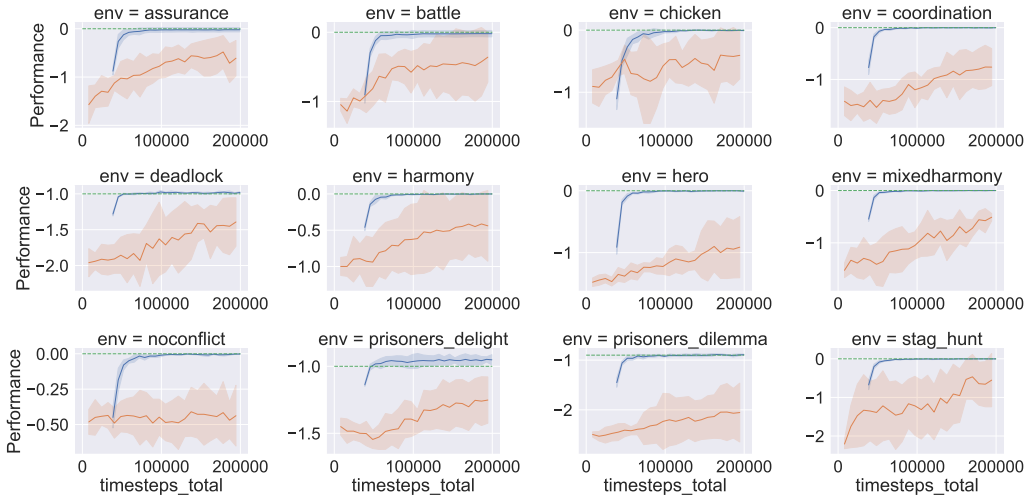 env = assurance
env = battle
env = chicken
env = coordination
Performance
0
−1
−2
0
−1
0
−1
0
−1
0 100000 200000
0 100000 200000
0 100000 200000
0 100000 200000
env = deadlock
env = harmony
env = hero
env = mixedharmony
Performance
−1.0
−1.5
−2.0
0.0
−0.5
−1.0
0
−1
0
−1
0 100000 200000
0 100000 200000
0 100000 200000
0 100000 200000
env = noconflict
env = prisoners_delight
env = prisoners_dilemma
env = stag_hunt
Performance
0.00
−0.25
−0.50
−1.0
−1.5
−1
−2
0
−1
−2
0 100000 200000
0 100000 200000
0 100000 200000
0 100000 200000
timesteps_total
timesteps_total
timesteps_total
timesteps_total